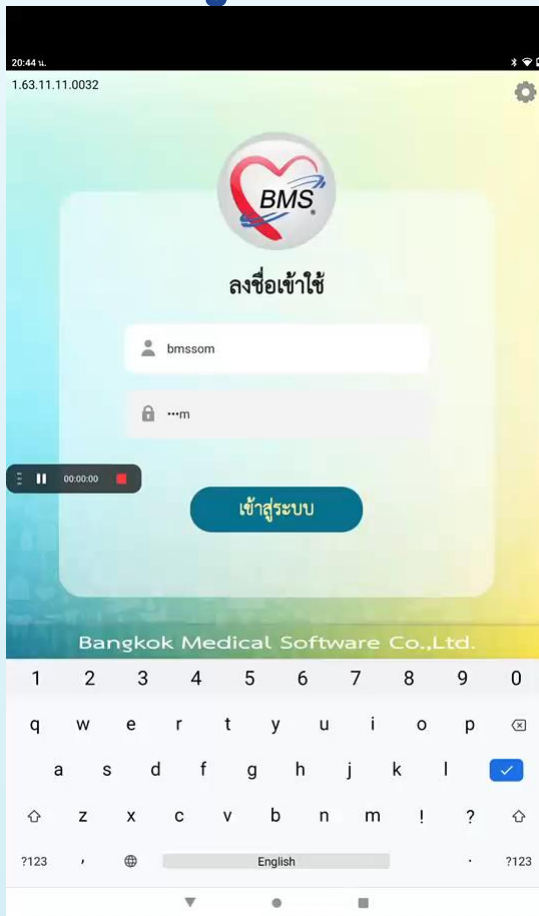 20:44 น.
1.63.11.11.0032
BMS
ลงชื่อเข้าใช้
bmssom
•••m
00:00:00
เข้าสู่ระบบ
Bangkok Medical Software Co.,Ltd.
1 2 3 4 5 6 7 8 9 0
q w e r t y u i o p
a s d f g h j k l
z x c v b n m ! ?
?123 , English . ?123